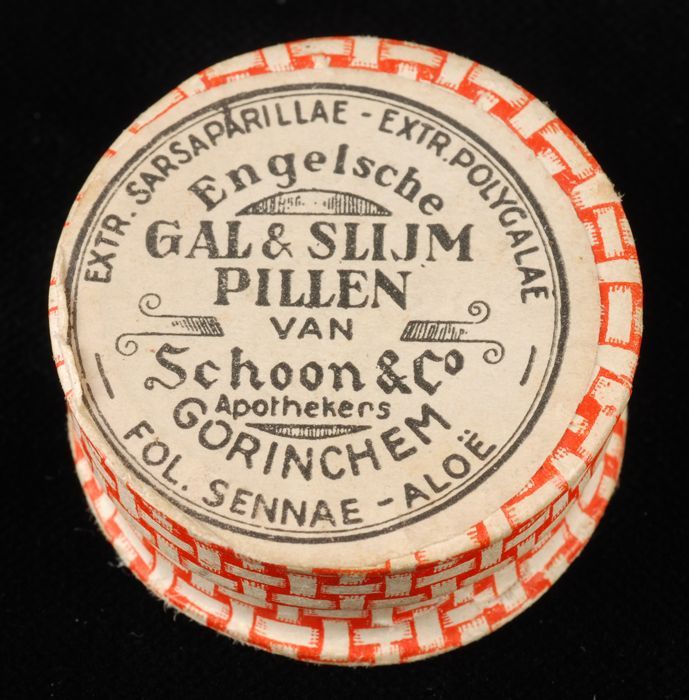 EXTR. SARSAPARILLAE - EXTR. POLYGALAE
Engelsche
GAL & SLIJM
PILLEN
VAN
Schoon & Co
Apothekers
GORINCHEM
FOL. SENNAE - ALOË